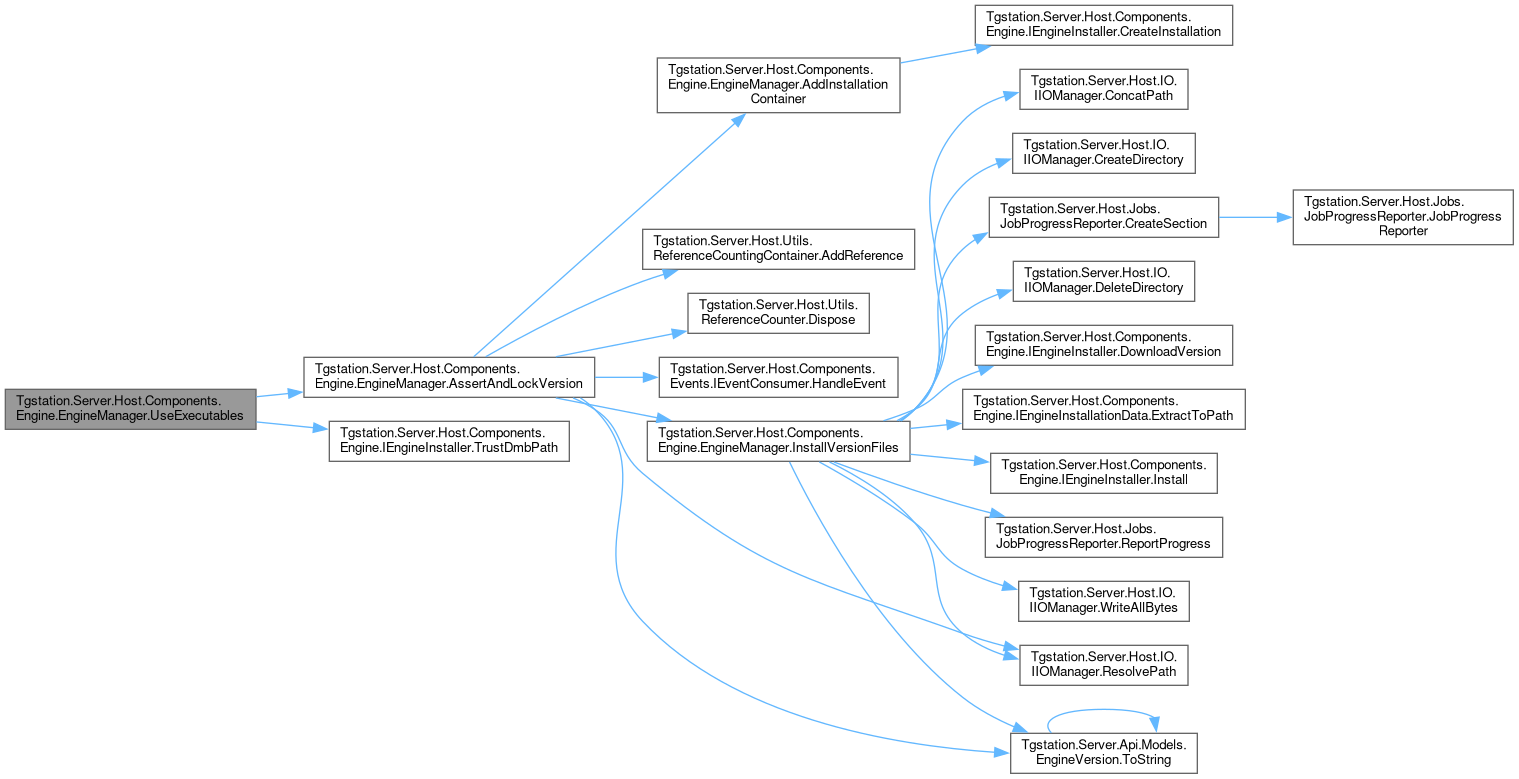 Tgstation.Server.Host.Components.
Engine.IEngineInstaller.CreateInstallation
Tgstation.Server.Host.Components.
Engine.EngineManager.AddInstallation
Container
Tgstation.Server.Host.IO.
IIOManager.ConcatPath
Tgstation.Server.Host.IO.
IIOManager.CreateDirectory
Tgstation.Server.Host.Jobs.
JobProgressReporter.CreateSection
Tgstation.Server.Host.Jobs.
JobProgressReporter.JobProgress
Reporter
Tgstation.Server.Host.Utils.
ReferenceCountingContainer.AddReference
Tgstation.Server.Host.IO.
IIOManager.DeleteDirectory
Tgstation.Server.Host.Utils.
ReferenceCounter.Dispose
Tgstation.Server.Host.Components.
Engine.IEngineInstaller.DownloadVersion
Tgstation.Server.Host.Components.
Engine.EngineManager.AssertAndLockVersion
Tgstation.Server.Host.Components.
Events.IEventConsumer.HandleEvent
Tgstation.Server.Host.Components.
Engine.EngineManager.UseExecutables
Tgstation.Server.Host.Components.
Engine.IEngineInstallationData.ExtractToPath
Tgstation.Server.Host.Components.
Engine.IEngineInstaller.TrustDmbPath
Tgstation.Server.Host.Components.
Engine.EngineManager.InstallVersionFiles
Tgstation.Server.Host.Components.
Engine.IEngineInstaller.Install
Tgstation.Server.Host.Jobs.
JobProgressReporter.ReportProgress
Tgstation.Server.Host.IO.
IIOManager.WriteAllBytes
Tgstation.Server.Host.IO.
IIOManager.ResolvePath
Tgstation.Server.Api.Models.
EngineVersion.ToString